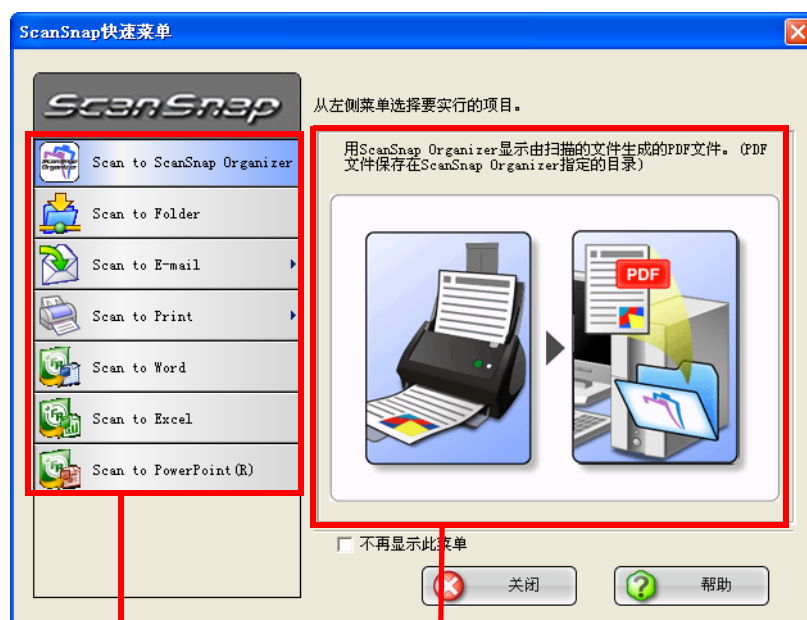 ScanSnap快速菜单
ScanSnap
从左侧菜单选择要实行的项目。
Scan to ScanSnap Organizer
Scan to Folder
Scan to E-mail
Scan to Print
Scan to Word
Scan to Excel
Scan to PowerPoint(R)
用ScanSnap Organizer显示由扫描的文件生成的PDF文件。(PDF
文件保存在ScanSnap Organizer指定的目录)
PDF
不再显示此菜单
关闭
帮助